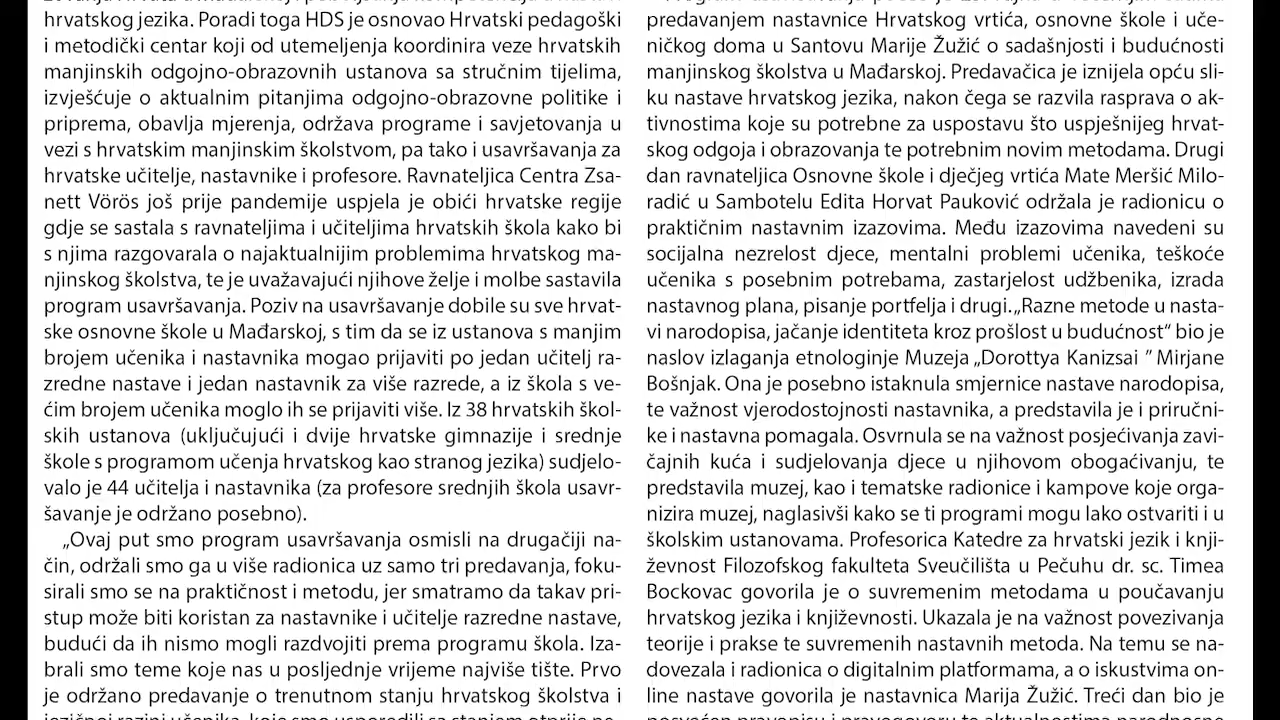 hrvatskog jezika. Poradi toga HDS je osnovao Hrvatski pedagoški
i metodički centar koji od utemeljenja koordinira veze hrvatskih
manjinskih odgojno-obrazovnih ustanova sa stručnim tijelima,
izvješćuje o aktualnim pitanjima odgojno-obrazovne politike i
priprema, obavlja mjerenja, održava programe i savjetovanja u
vezi s hrvatskim manjinskim školstvom, pa tako i usavršavanja za
hrvatske učitelje, nastavnike i profesore. Ravnateljica Centra Zsa-
nett Vörös još prije pandemije uspjela je obići hrvatske regije
gdje se sastala s ravnateljima i učiteljima hrvatskih škola kako bi
s njima razgovarala o najaktualnijim problemima hrvatskog ma-
njinskog školstva, te je uvažavajući njihove želje i molbe sastavila
program usavršavanja. Poziv na usavršavanje dobile su sve hrvat-
ske osnovne škole u Mađarskoj, s tim da se iz ustanova s manjim
brojem učenika i nastavnika mogao prijaviti po jedan učitelj ra-
zredne nastave i jedan nastavnik za više razrede, a iz škola s ve-
ćim brojem učenika moglo ih se prijaviti više. Iz 38 hrvatskih škol-
skih ustanova (uključujući i dvije hrvatske gimnazije i srednje
škole s programom učenja hrvatskog kao stranog jezika) sudjelo-
valo je 44 učitelja i nastavnika (za profesore srednjih škola usavr-
šavanje je održano posebno).
„Ovaj put smo program usavršavanja osmisli na drugačiji na-
čin, održali smo ga u više radionica uz samo tri predavanja, foku-
sirali smo se na praktičnost i metodu, jer smatramo da takav pri-
stup može biti koristan za nastavnike i učitelje razredne nastave,
budući da ih nismo mogli razdvojiti prema programu škola. Iza-
brali smo teme koje nas u posljednje vrijeme najviše tište. Prvo
je održano predavanje o trenutnom stanju hrvatskog školstva i
jezičnoj razini učenika, koje smo usporedili sa stanjem otprije pe-
predavanjem nastavnice Hrvatskog vrtića, osnovne škole i uče-
ničkog doma u Santovu Marije Žužić o sadašnjosti i budućnosti
manjinskog školstva u Mađarskoj. Predavačica je iznijela opću sli-
ku nastave hrvatskog jezika, nakon čega se razvila rasprava o ak-
tivnostima koje su potrebne za uspostavu što uspješnijeg hrvat-
skog odgoja i obrazovanja te potrebnim novim metodama. Drugi
dan ravnateljica Osnovne škole i dječjeg vrtića Mate Meršić Milo-
radić u Sambotelu Edita Horvat Pauković održala je radionicu o
praktičnim nastavnim izazovima. Među izazovima navedeni su
socijalna nezrelost djece, mentalni problemi učenika, teškoće
učenika s posebnim potrebama, zastarjelost udžbenika, izrada
nastavnog plana, pisanje portfelja i drugi. „Razne metode u nasta-
vi narodopisa, jačanje identiteta kroz prošlost u budućnost“ bio je
naslov izlaganja etnologinje Muzeja „Dorottya Kanizsai ” Mirjane
Bošnjak. Ona je posebno istaknula smjernice nastave narodopisa,
te važnost vjerodostojnosti nastavnika, a predstavila je i priručni-
ke i nastavna pomagala. Osvrnula se na važnost posjećivanja zavi-
čajnih kuća i sudjelovanja djece u njihovom obogaćivanju, te
predstavila muzej, kao i tematske radionice i kampove koje orga-
nizira muzej, naglasivši kako se ti programi mogu lako ostvariti i u
školskim ustanovama. Profesorica Katedre za hrvatski jezik i knji-
ževnost Filozofskog fakulteta Sveučilišta u Pečuhu dr. sc. Timea
Bockovac govorila je o suvremenim metodama u poučavanju
hrvatskog jezika i književnosti. Ukazala je na važnost povezivanja
teorije i prakse te suvremenih nastavnih metoda. Na temu se na-
dovezala i radionica o digitalnim platformama, a o iskustvima on-
line nastave govorila je nastavnica Marija Žužić. Treći dan bio je
posvećen pravopisu i pravogovoru te aktualnostima narodnosne